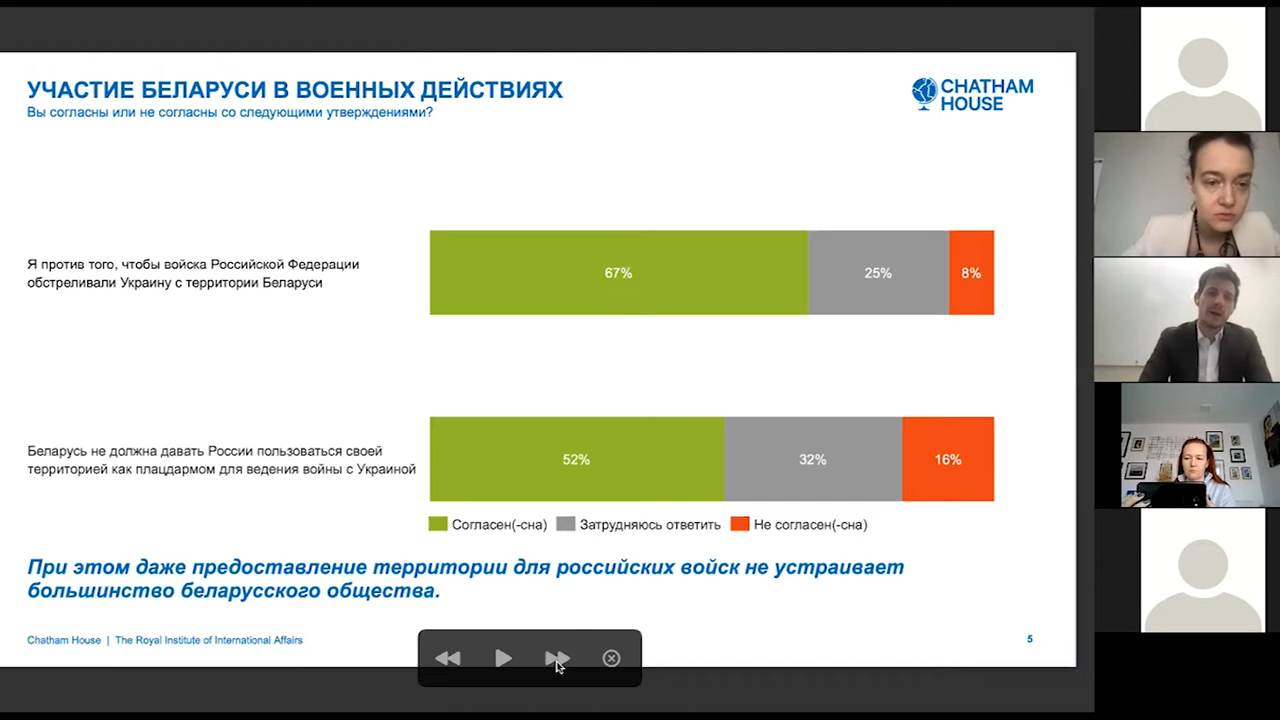 УЧАСТИЕ БЕЛАРУСИ В ВОЕННЫХ ДЕЙСТВИЯХ
Вы согласны или не согласны со следующими утверждениями?
CHATHAM
HOUSE
Я против того, чтобы войска Российской Федерации
обстреливали Украину с территории Беларуси
67%
25%
8%
Беларусь не должна давать России пользоваться своей
территорией как плацдармом для ведения войны с Украиной
52%
32%
16%
Согласен(-сна)
Затрудняюсь ответить
Не согласен(-сна)
При этом даже предоставление территории для российских войск не устраивает
большинство беларусского общества.
Chatham House | The Royal Institute of International Affairs
5